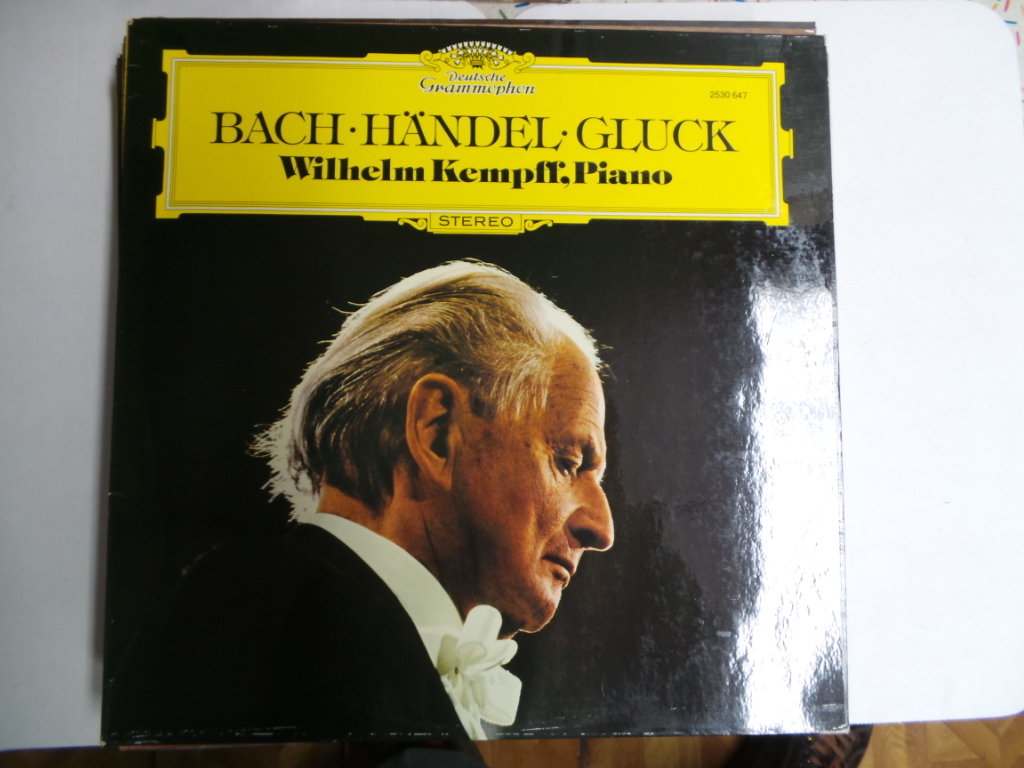 Deutsche
Grammophon
2530 647
BACH · HÄNDEL · GLUCK
Wilhelm Kempff, Piano
STEREO